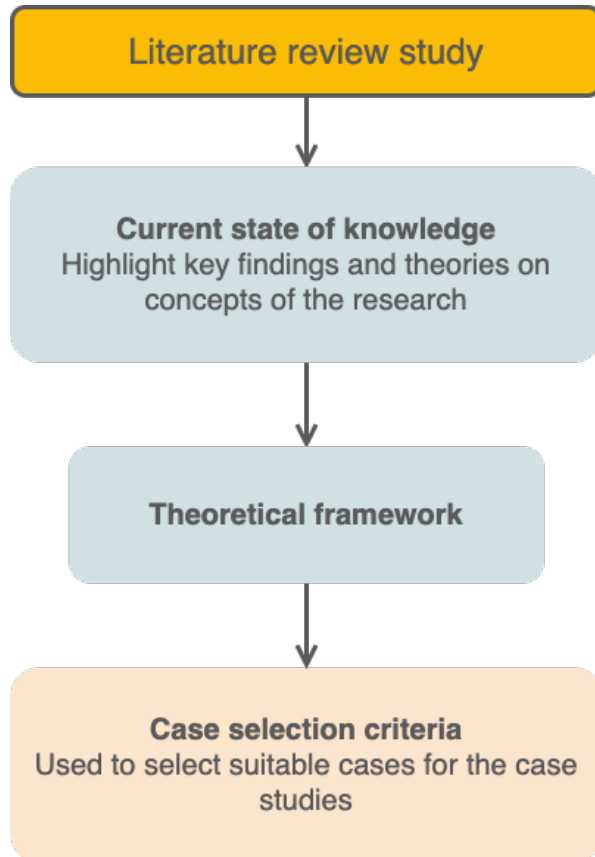 Literature review study
Current state of knowledge
Highlight key findings and theories on
concepts of the research
Theoretical framework
Case selection criteria
Used to select suitable cases for the case
studies